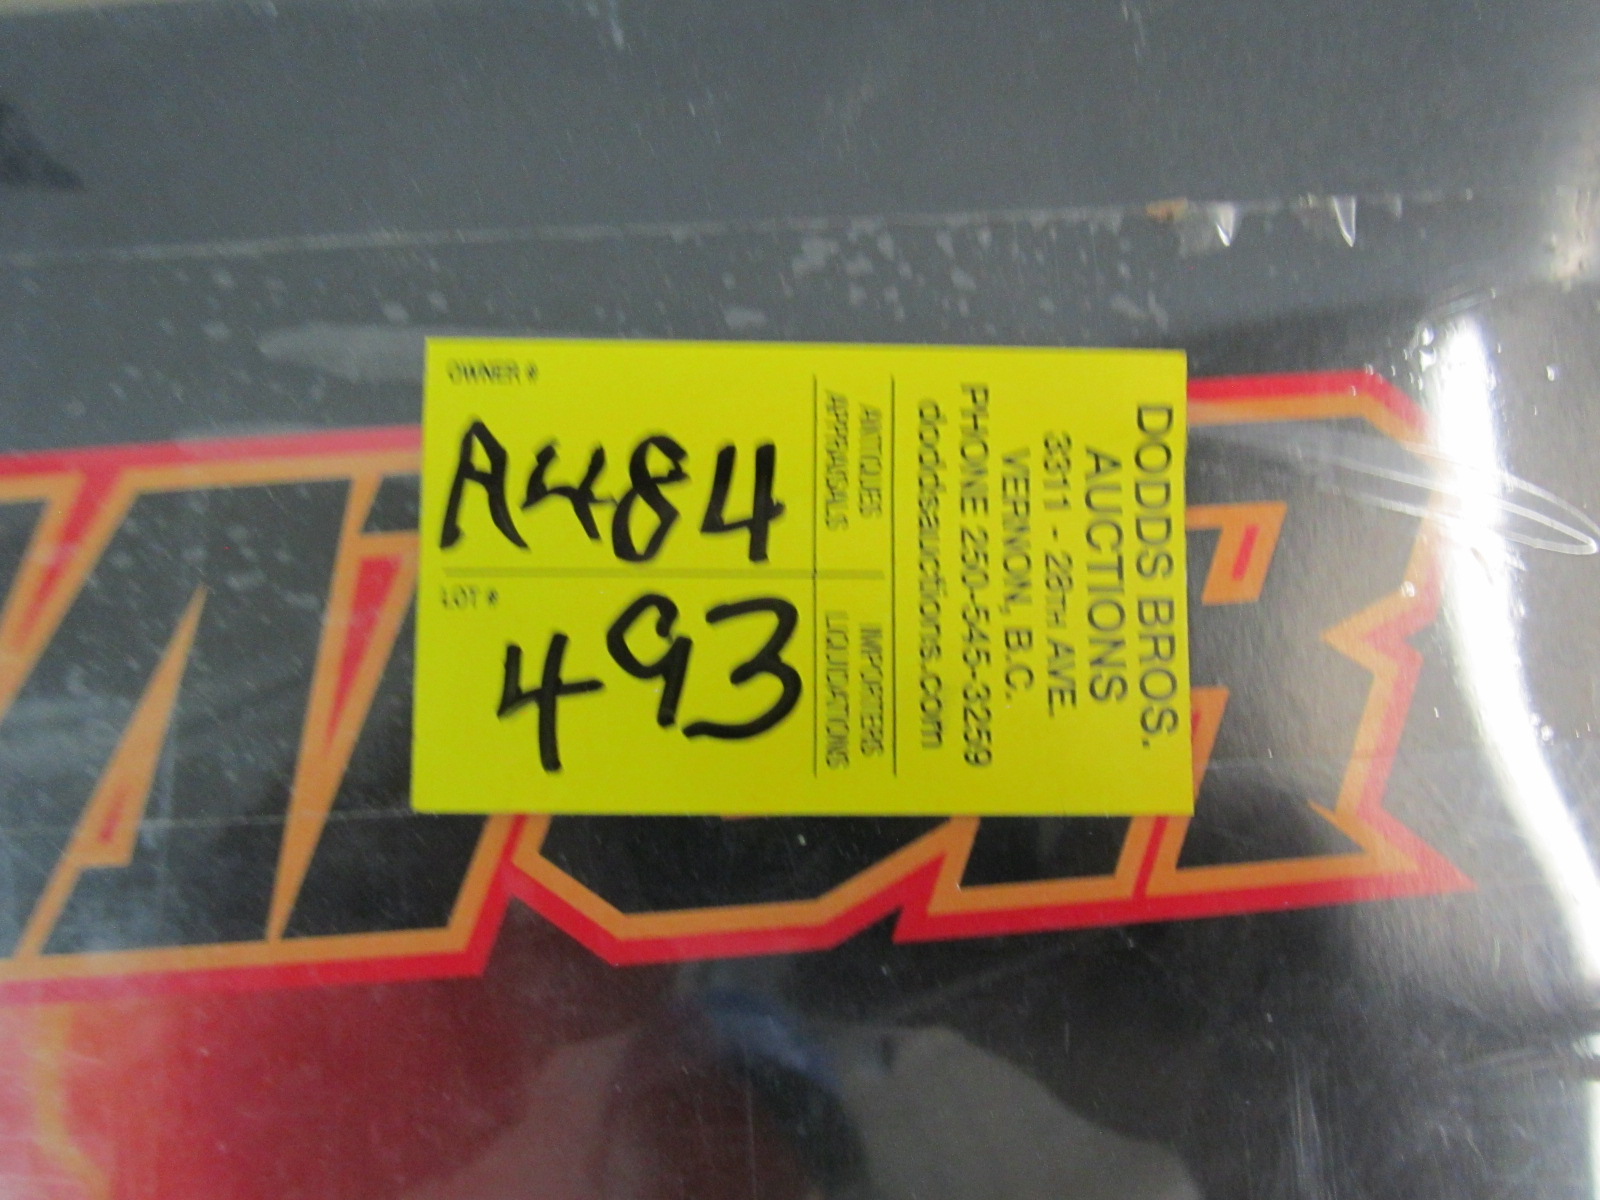 OWNER #
A484
LOT #
493
DODDS BROS.
AUCTIONS
3311 - 28TH AVE.
VERNON, B.C.
PHONE 250-545-3259
doddsauctions.com
ANTIQUES IMPORTERS
APPRAISALS LIQUIDATIONS